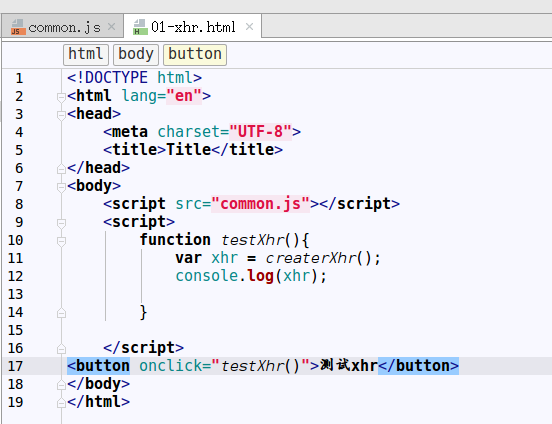 common.js 01-xhr.html
html body button
1 <!DOCTYPE html>
2 <html lang="en">
3 <head>
4 <meta charset="UTF-8">
5 <title>Title</title>
6 </head>
7 <body>
8 <script src="common.js"></script>
9 <script>
10 function testXhr(){
11 var xhr = createrXhr();
12 console.log(xhr);
13
14 }
15
16 </script>
17 <button onclick="testXhr()">测试xhr</button>
18 </body>
19 </html>